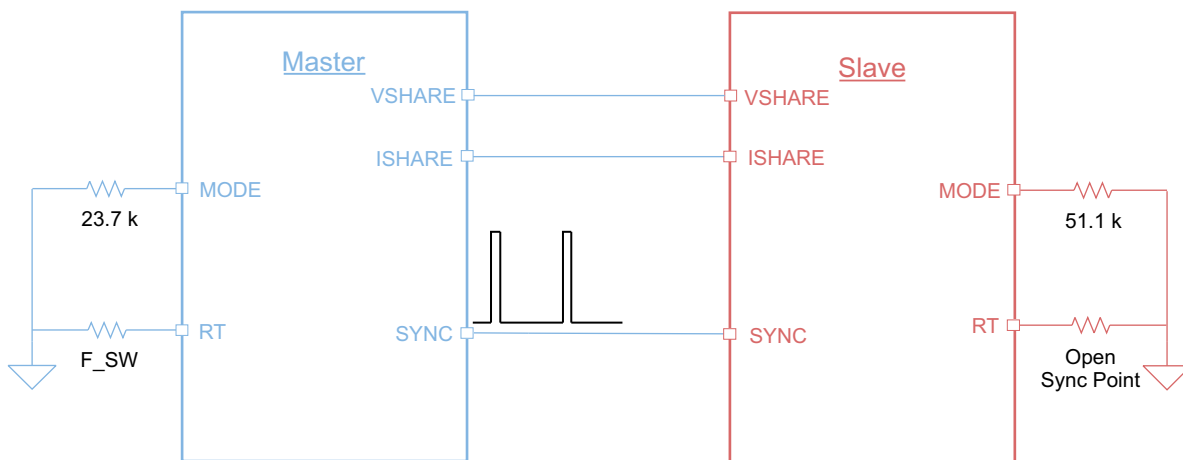 Master
Slave
VSHARE
VSHARE
ISHARE
ISHARE
MODE
MODE
23.7 k
51.1 k
RT
SYNC
SYNC
RT
F_SW
Open
Sync Point